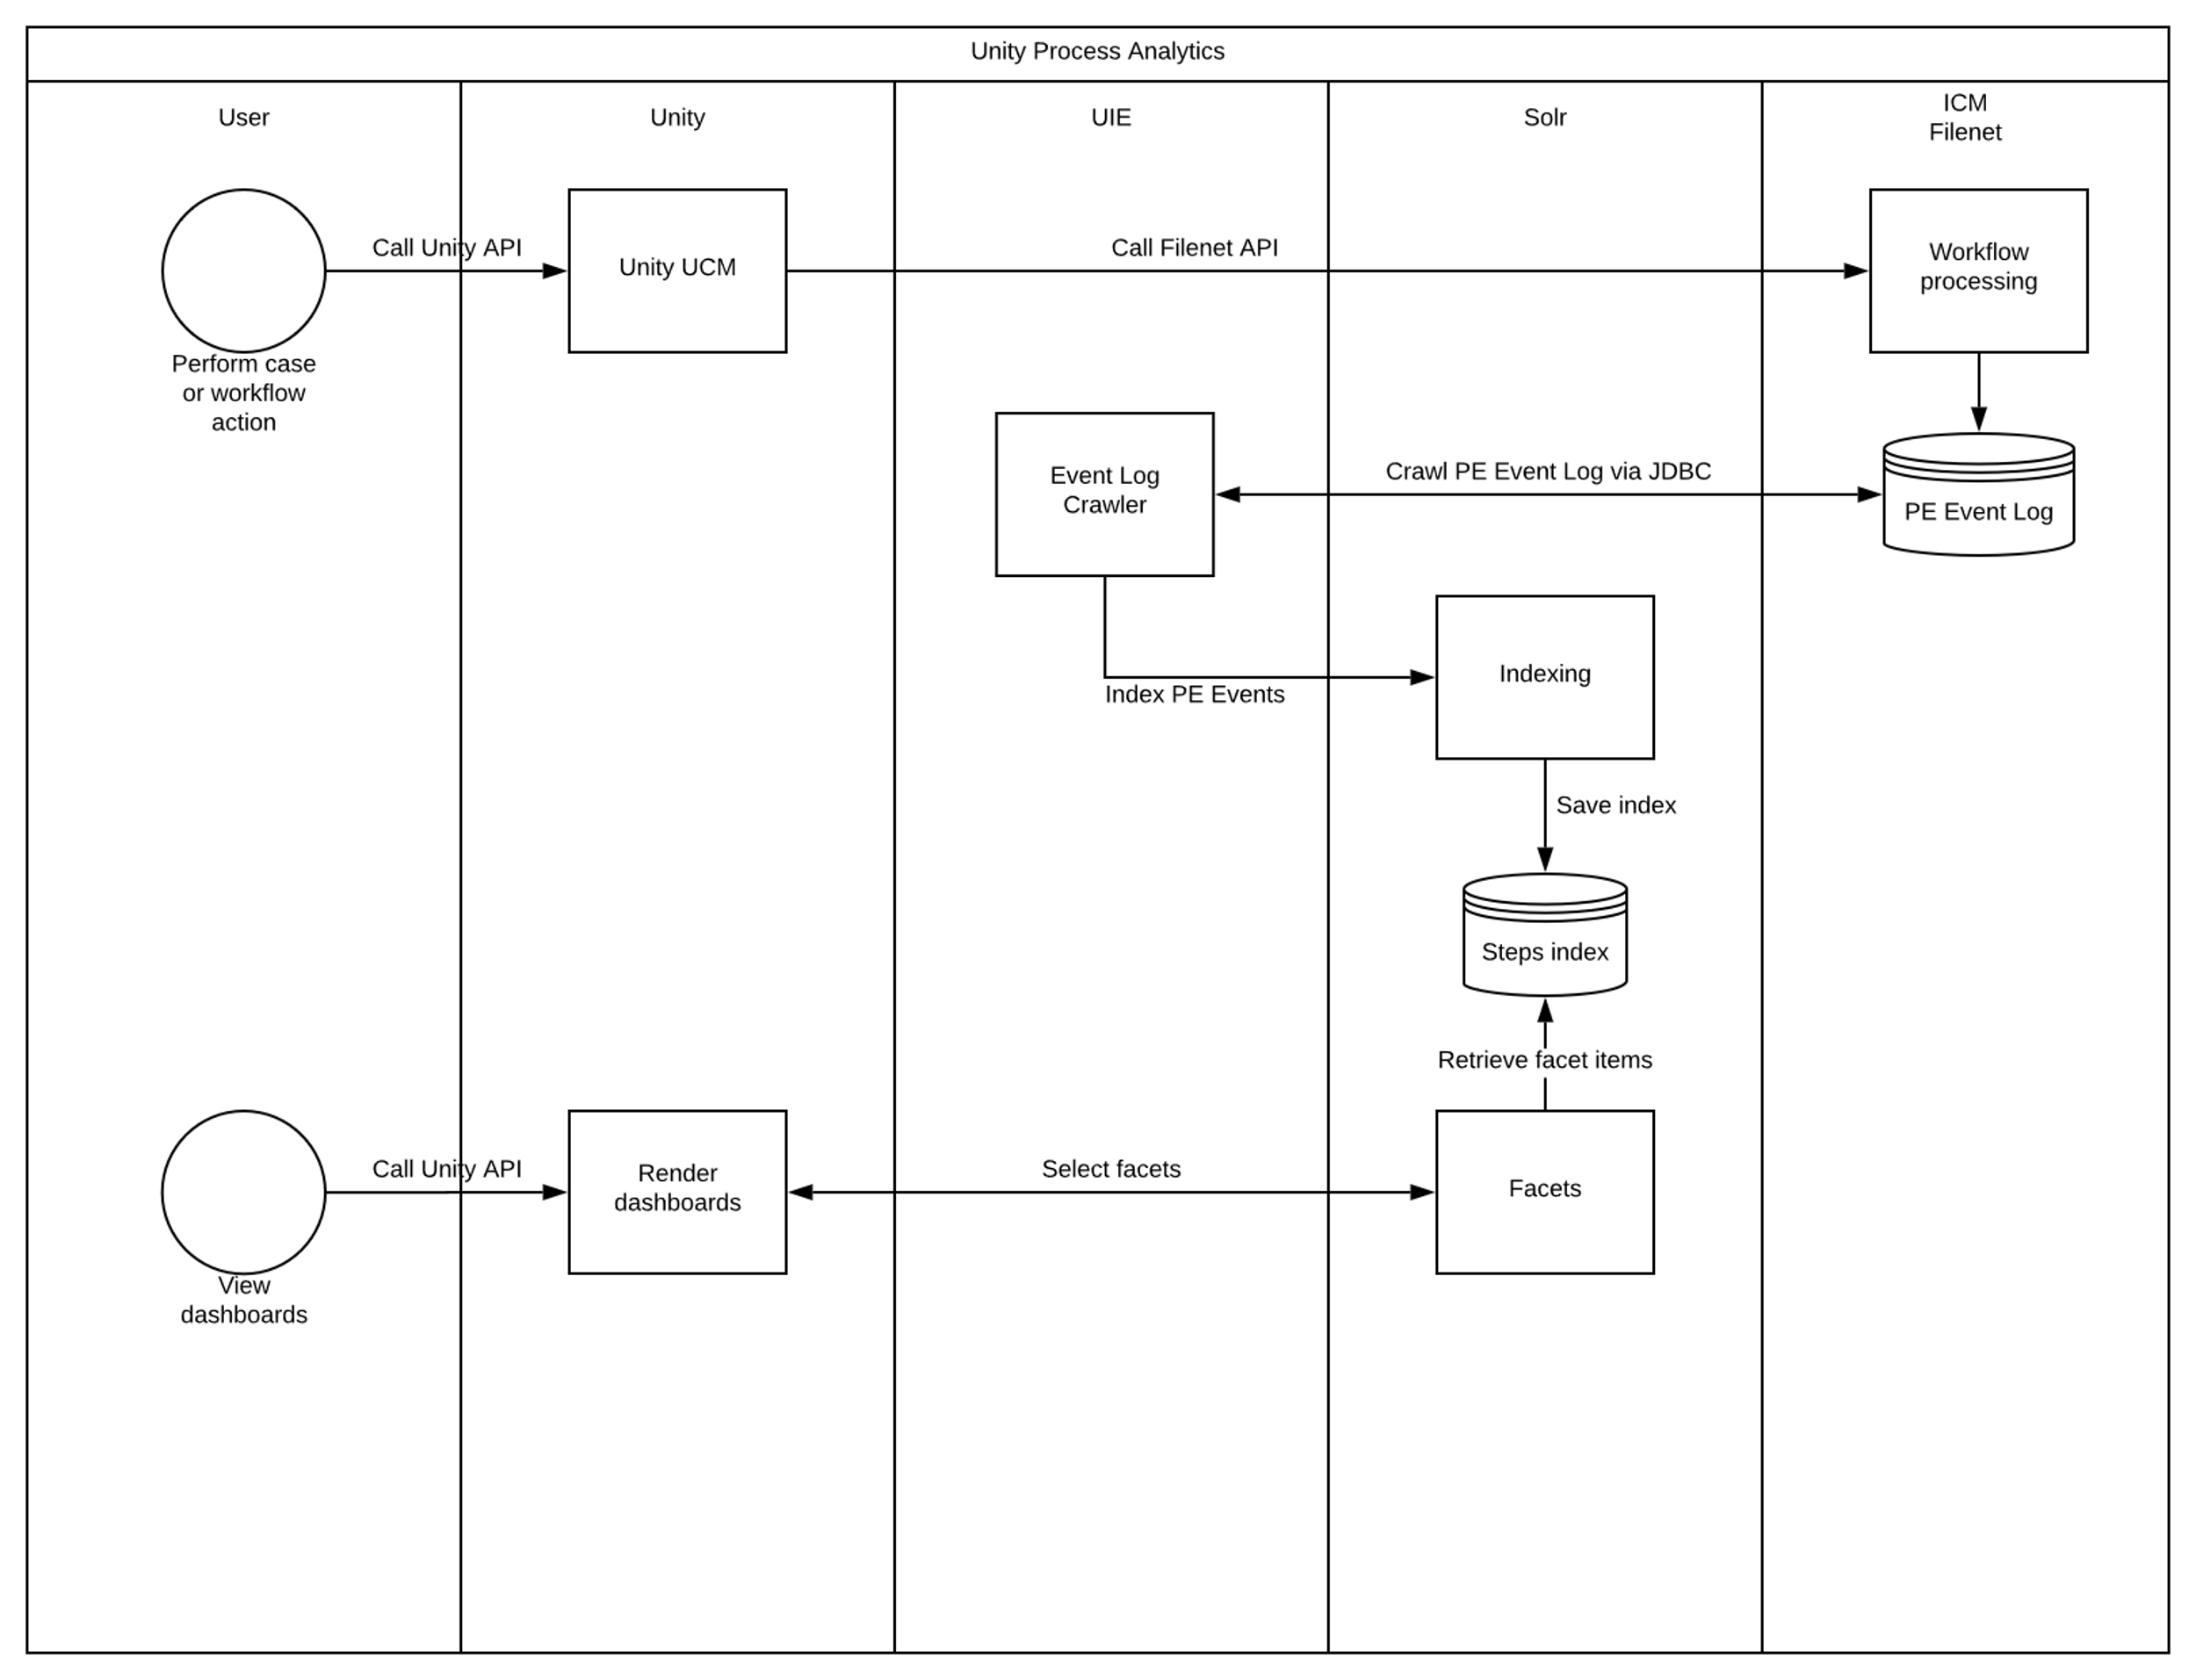 Unity Process Analytics
User
Unity
UIE
Solr
ICM
Filenet
Call Unity API
Unity UCM
Call Filenet API
Workflow
processing
Perform case
or workflow
action
Event Log
Crawler
Crawl PE Event Log via JDBC
PE Event Log
Index PE Events
Indexing
Save index
Steps index
Retrieve facet items
Call Unity API
Render
dashboards
Select facets
Facets
View
dashboards